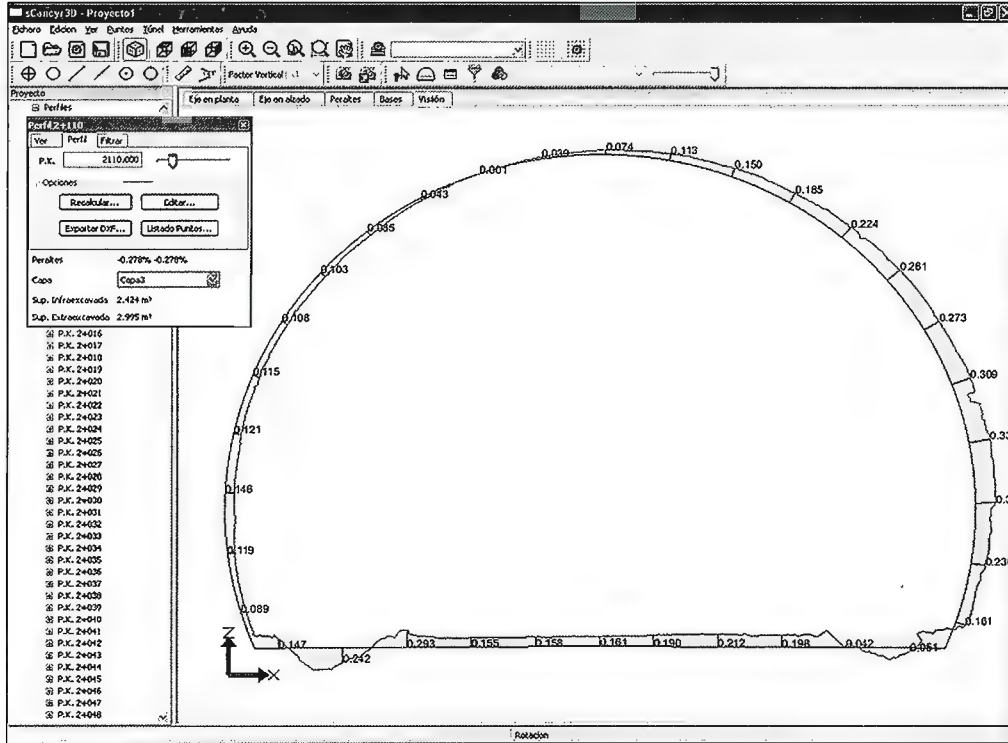 sCancyr3D - Proyecto1
Fichero Edicion Ver Puntos Túnel Herramientas Ayuda
Factor Vertical: x1
Proyecto
Perfiles
Eje en planta Eje en alzado Peraltes Bases Visión
Perfil 2+110
Ver Perfil Filtrar
P.K. 2110.000
Opciones
Recalcular... Editar...
Exportar DXF... Listado Puntos...
Peraltes -0.278% -0.278%
Capa Capa3
Sup. Infraexcavada 2.424 m²
Sup. Extraexcavada 2.995 m²
P.K. 2+016
P.K. 2+017
P.K. 2+018
P.K. 2+019
P.K. 2+020
P.K. 2+021
P.K. 2+022
P.K. 2+023
P.K. 2+024
P.K. 2+025
P.K. 2+026
P.K. 2+027
P.K. 2+028
P.K. 2+029
P.K. 2+030
P.K. 2+031
P.K. 2+032
P.K. 2+033
P.K. 2+034
P.K. 2+035
P.K. 2+036
P.K. 2+037
P.K. 2+038
P.K. 2+039
P.K. 2+040
P.K. 2+041
P.K. 2+042
P.K. 2+043
P.K. 2+044
P.K. 2+045
P.K. 2+046
P.K. 2+047
P.K. 2+048
0.039 0.074 0.113
0.001 0.150
0.043 0.185
0.224
0.103 0.261
0.108 0.273
0.115 0.309
0.121
0.146
0.119
0.089 0.161
Z
0.147 0.242 0.293 0.155 0.158 0.161 0.190 0.212 0.198 0.042 0.051
X
Rotacion